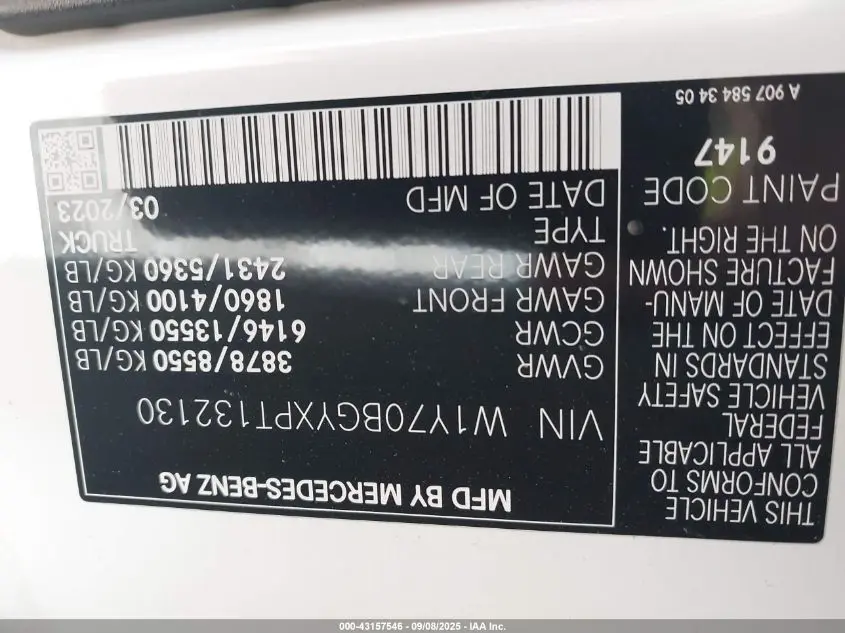 MFD BY MERCEDES-BENZ AG
VIN W1Y70BGYXPT132130
GVWR 3878/8550 KG/LB
GCWR 6146/13550 KG/LB
GAWR FRONT 1860/4100 KG/LB
GAWR REAR 2431/5360 KG/LB
TYPE TRUCK
DATE OF MFD 03/2023
THIS VEHICLE
CONFORMS TO
ALL APPLICABLE
FEDERAL
VEHICLE SAFETY
STANDARDS IN
EFFECT ON THE
DATE OF MANU-
FACTURE SHOWN
ON THE RIGHT.
PAINT CODE
9147
A 907 584 34 05
000-43157546 - 09/08/2025 - IAA Inc.